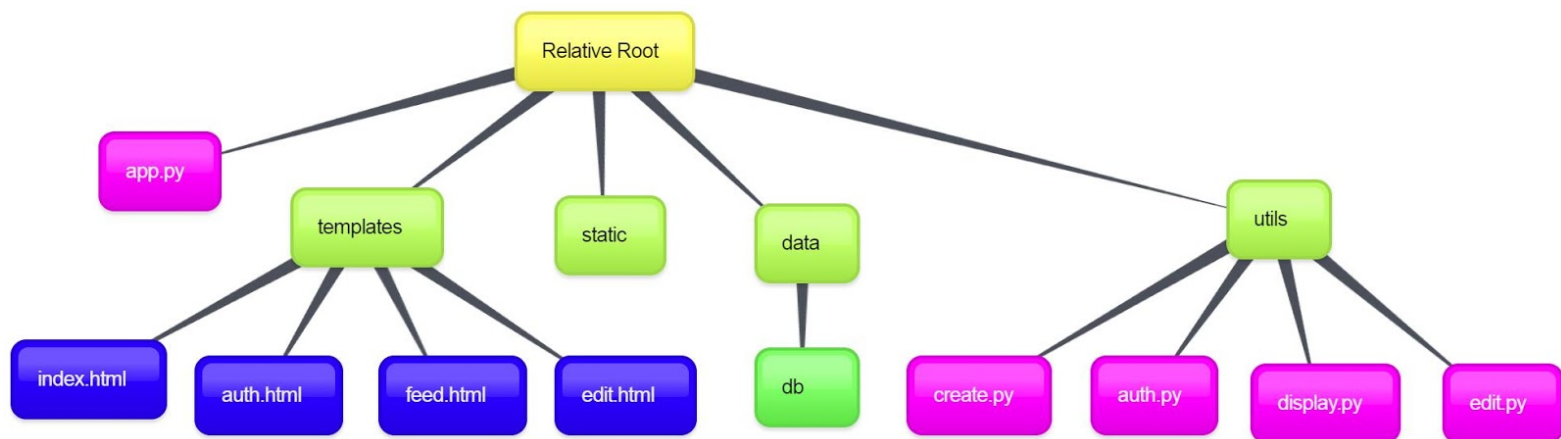 Relative Root
app.py
templates
static
data
utils
index.html
auth.html
feed.html
edit.html
db
create.py
auth.py
display.py
edit.py